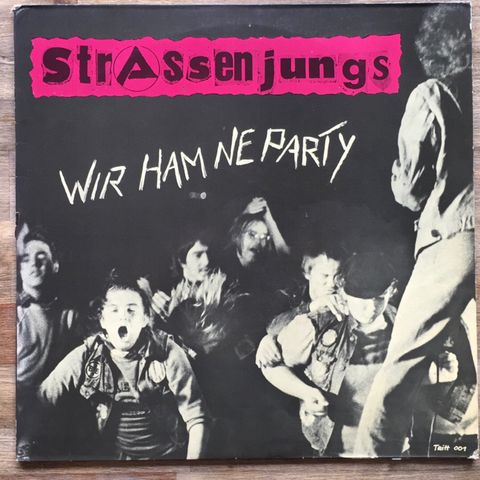 Strassenjungs
WIR HAM NE PARTY
Tritt 001